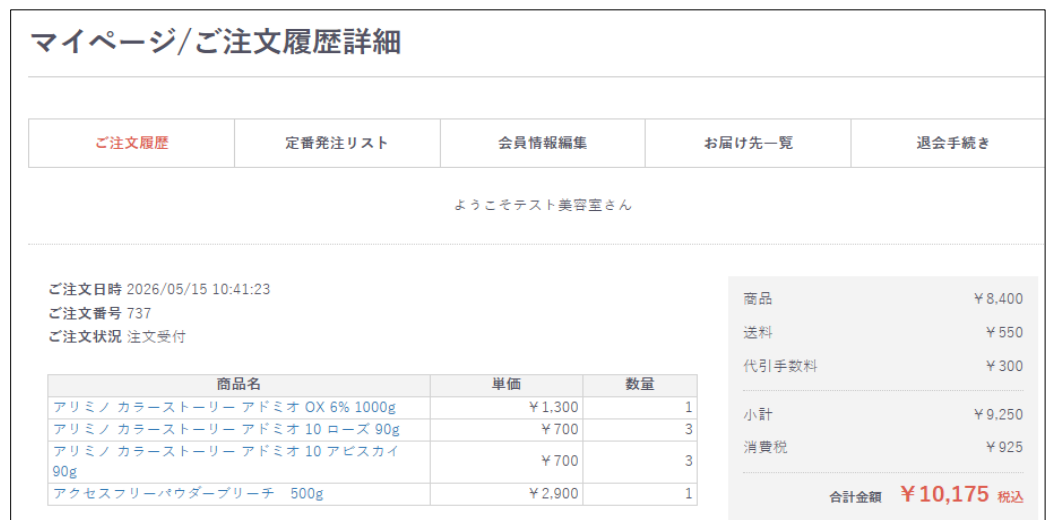 マイページ/ご注文履歴詳細
ご注文履歴 定番発注リスト 会員情報編集 お届け先一覧 退会手続き
ようこそテスト美容室さん
ご注文日時 2026/05/15 10:41:23
ご注文番号 737
ご注文状況 注文受付
商品名 単価 数量
アリミノ カラーストーリー アドミオ OX 6% 1000g ￥1,300 1
アリミノ カラーストーリー アドミオ 10 ローズ 90g ￥700 3
アリミノ カラーストーリー アドミオ 10 アビスカイ
90g ￥700 3
アクセスフリーパウダーブリーチ　500g ￥2,900 1
商品 ￥8,400
送料 ￥550
代引手数料 ￥300
小計 ￥9,250
消費税 ￥925
合計金額 ￥10,175 税込